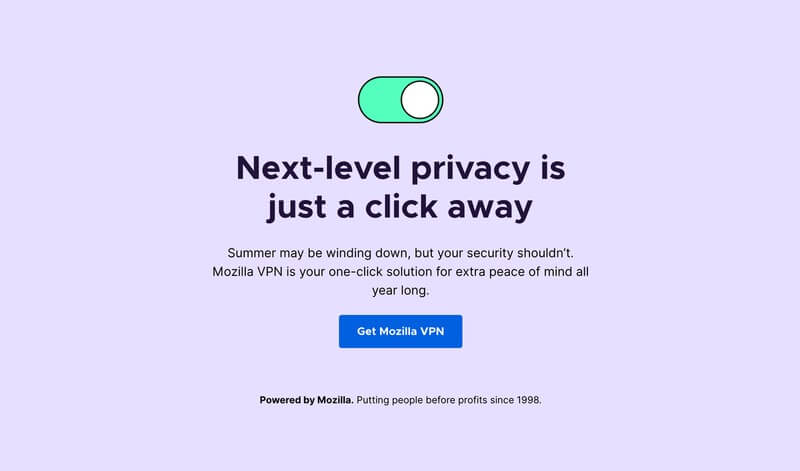 Next-level privacy is
just a click away
Summer may be winding down, but your security shouldn’t.
Mozilla VPN is your one-click solution for extra peace of mind all
year long.
Get Mozilla VPN
Powered by Mozilla. Putting people before profits since 1998.